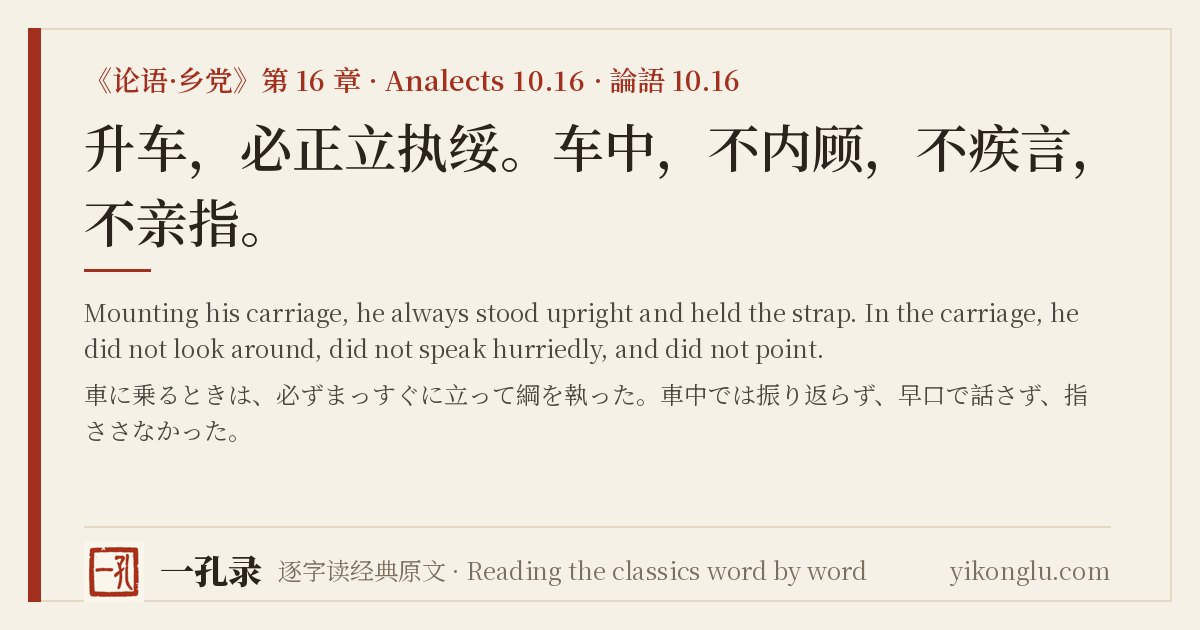 《论语·乡党》第 16 章 · Analects 10.16 · 論語 10.16
升车，必正立执绥。车中，不内顾，不疾言，
不亲指。
Mounting his carriage, he always stood upright and held the strap. In the carriage, he
did not look around, did not speak hurriedly, and did not point.
車に乗るときは、必ずまっすぐに立って綱を執った。車中では振り返らず、早口で話さず、指
ささなかった。
一孔 一孔录 逐字读经典原文 · Reading the classics word by word yikonglu.com